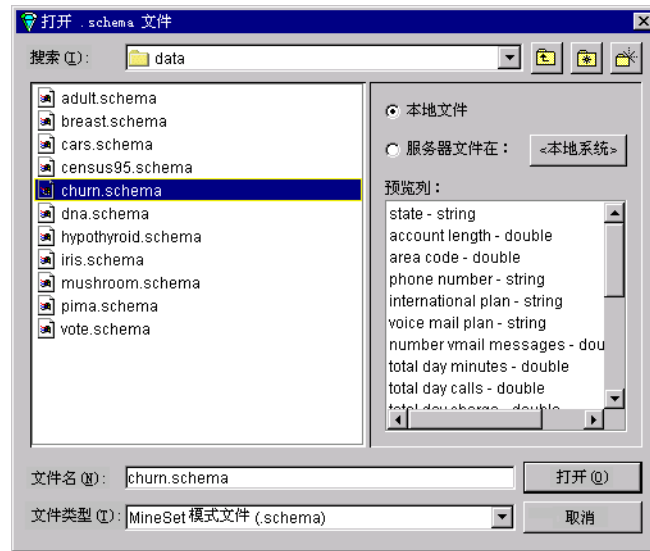 打开 .schema 文件
搜索(I): data
adult.schema
breast.schema
cars.schema
census95.schema
churn.schema
dna.schema
hypothyroid.schema
iris.schema
mushroom.schema
pima.schema
vote.schema
本地文件
服务器文件在： <本地系统>
预览列：
state - string
account length - double
area code - double
phone number - string
international plan - string
voice mail plan - string
number vmail messages - dou
total day minutes - double
total day calls - double
total day charge - double
文件名(N): churn.schema
打开(O)
文件类型(T): MineSet 模式文件 (.schema)
取消